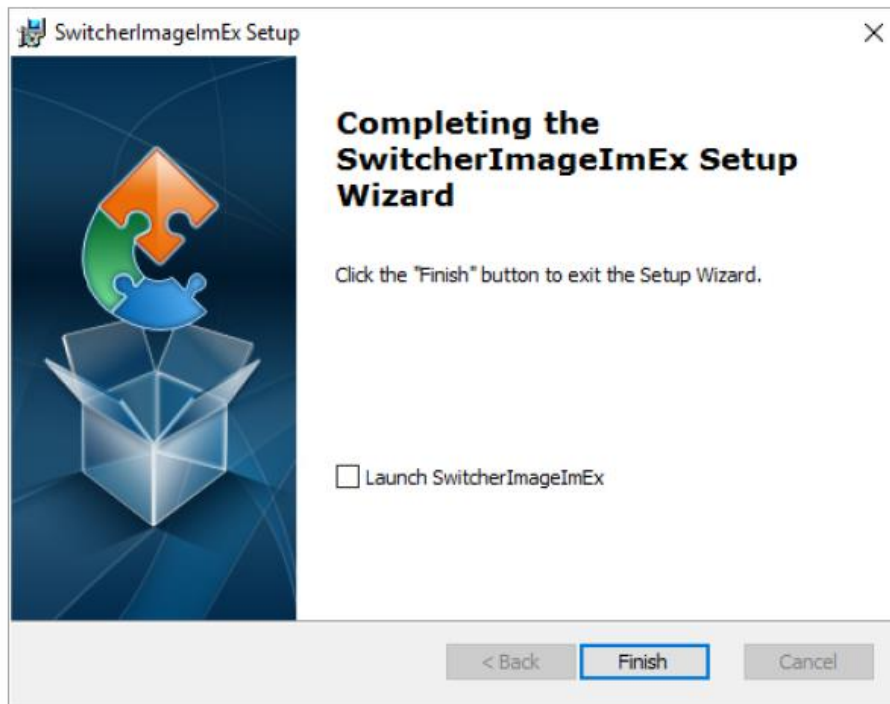 SwitcherImageImEx Setup
Completing the
SwitcherImageImEx Setup
Wizard
Click the "Finish" button to exit the Setup Wizard.
Launch SwitcherImageImEx
< Back
Finish
Cancel